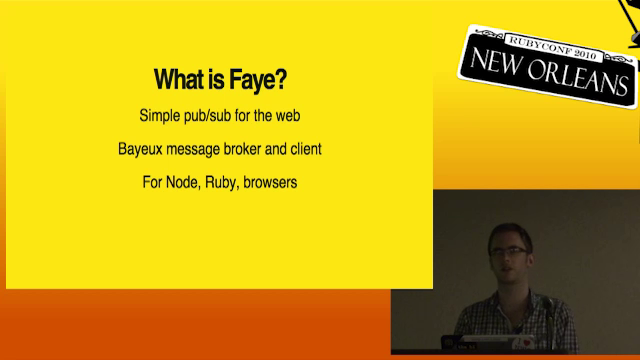 What is Faye?
Simple pub/sub for the web
Bayeux message broker and client
For Node, Ruby, browsers
RUBYCONF 2010
NEW ORLEANS